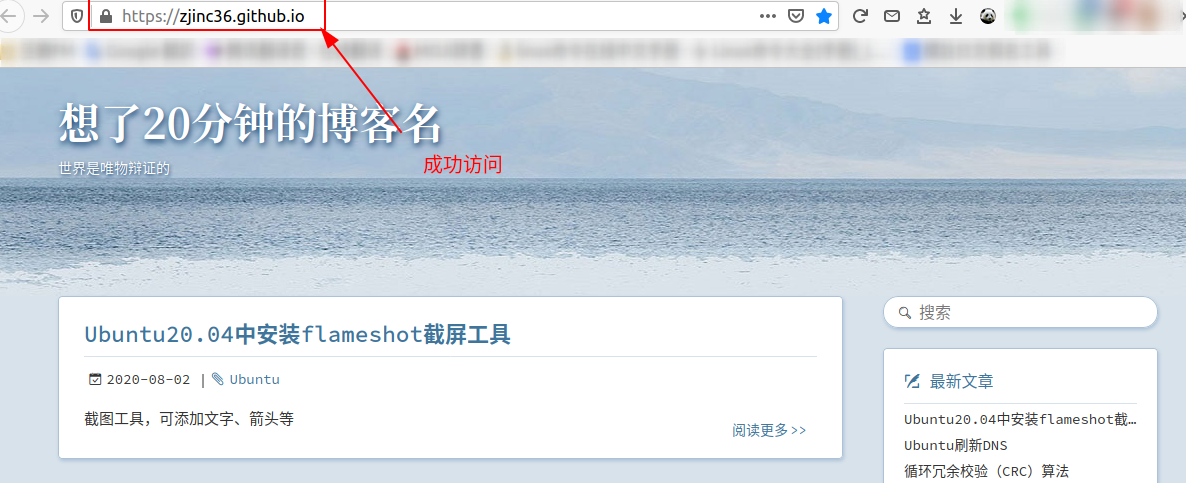 https://zjinc36.github.io
想了20分钟的博客名
成功访问
世界是唯物辩证的
Ubuntu20.04中安装flameshot截屏工具
2020-08-02 | Ubuntu
截图工具，可添加文字、箭头等
阅读更多>>
搜索
最新文章
Ubuntu20.04中安装flameshot截…
Ubuntu刷新DNS
循环冗余校验（CRC）算法